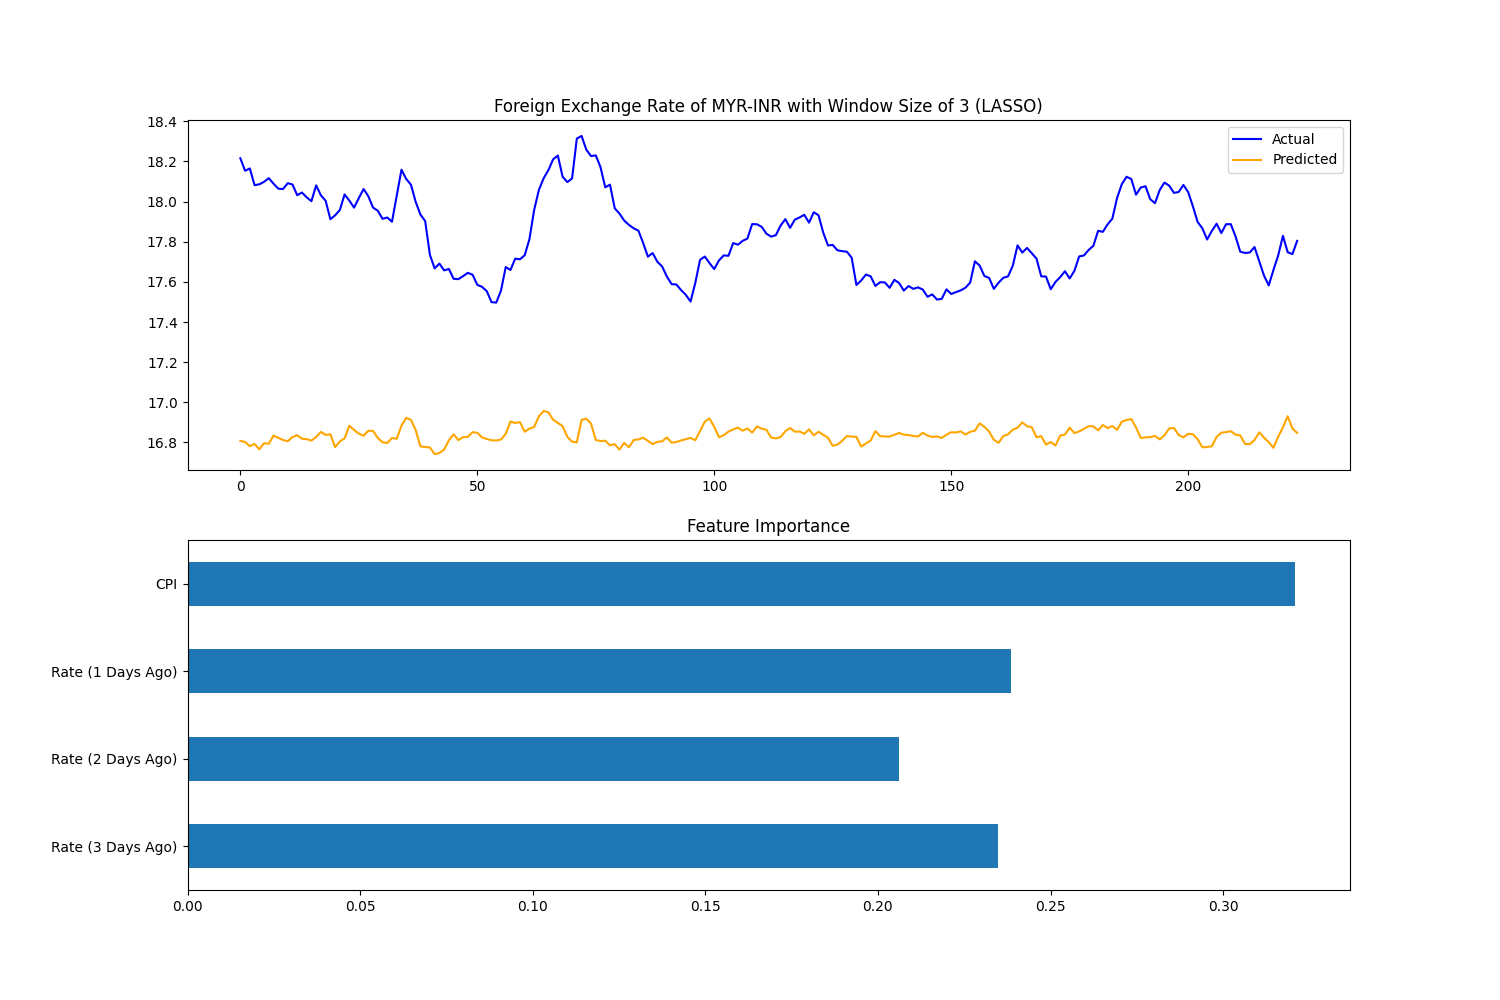 Foreign Exchange Rate of MYR-INR with Window Size of 3 (LASSO)
18.4
18.2
18.0
17.8
17.6
17.4
17.2
17.0
16.8
Actual
Predicted
0
50
100
150
200
Feature Importance
CPI
Rate (1 Days Ago)
Rate (2 Days Ago)
Rate (3 Days Ago)
0.00
0.05
0.10
0.15
0.20
0.25
0.30